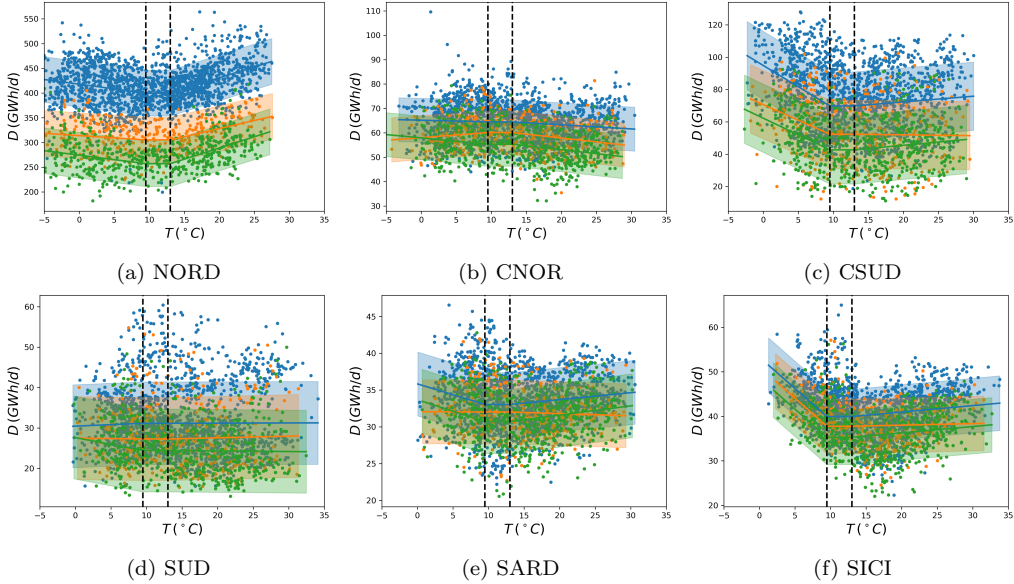 550
500
450
400
350
300
250
200
D (GWh/d)
-5 0 5 10 15 20 25 30 35
T (°C)
(a) NORD
110
100
90
80
70
60
50
40
30
D (GWh/d)
-5 0 5 10 15 20 25 30 35
T (°C)
(b) CNOR
120
100
80
60
40
20
D (GWh/d)
-5 0 5 10 15 20 25 30 35
T (°C)
(c) CSUD
60
50
40
30
20
D (GWh/d)
-5 0 5 10 15 20 25 30 35
T (°C)
(d) SUD
45
40
35
30
25
20
D (GWh/d)
-5 0 5 10 15 20 25 30 35
T (°C)
(e) SARD
60
50
40
30
20
D (GWh/d)
-5 0 5 10 15 20 25 30 35
T (°C)
(f) SICI